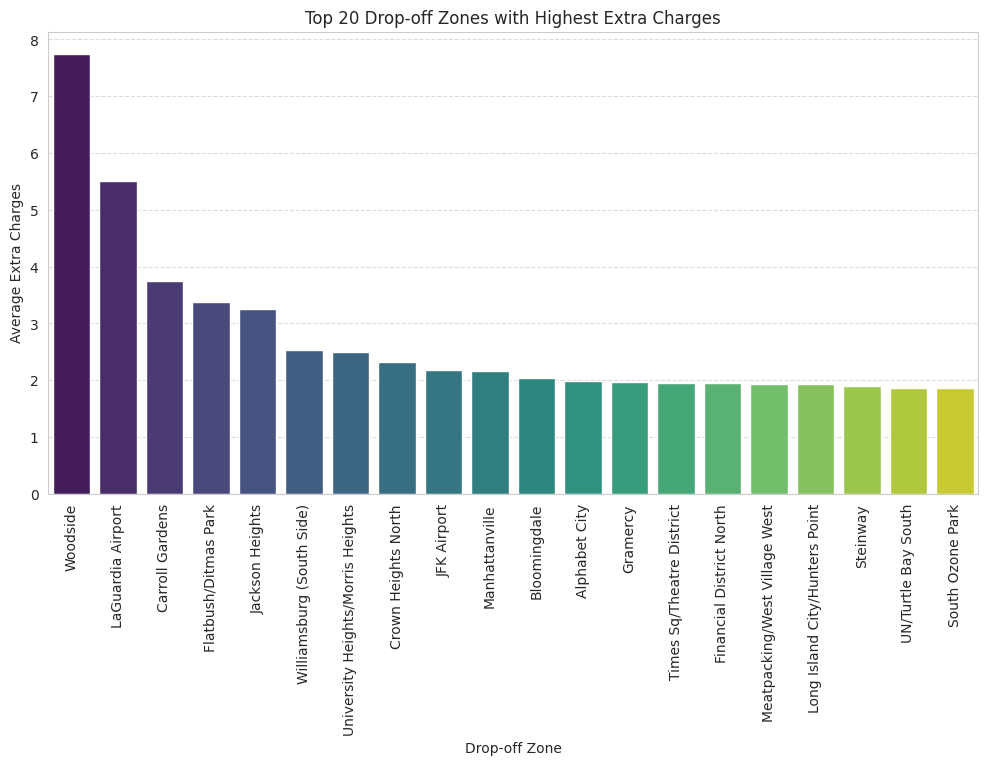 Top 20 Drop-off Zones with Highest Extra Charges
Average Extra Charges
8
7
6
5
4
3
2
1
0
Woodside
LaGuardia Airport
Carroll Gardens
Flatbush/Ditmas Park
Jackson Heights
Williamsburg (South Side)
University Heights/Morris Heights
Crown Heights North
JFK Airport
Manhattanville
Bloomingdale
Alphabet City
Gramercy
Times Sq/Theatre District
Financial District North
Meatpacking/West Village West
Long Island City/Hunters Point
Steinway
UN/Turtle Bay South
South Ozone Park
Drop-off Zone